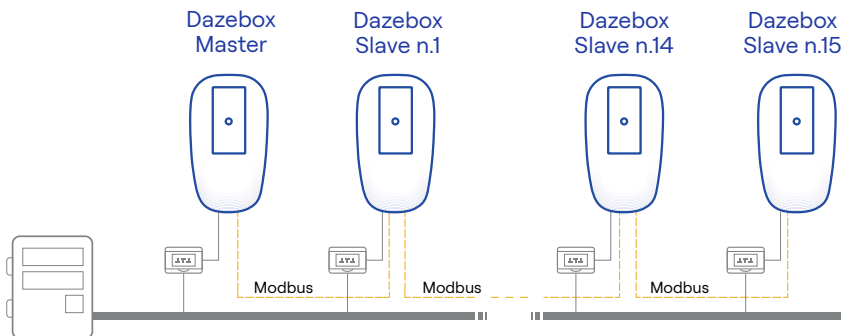 Dazebox
Master
Dazebox
Slave n.1
Dazebox
Slave n.14
Dazebox
Slave n.15
Modbus
Modbus
Modbus